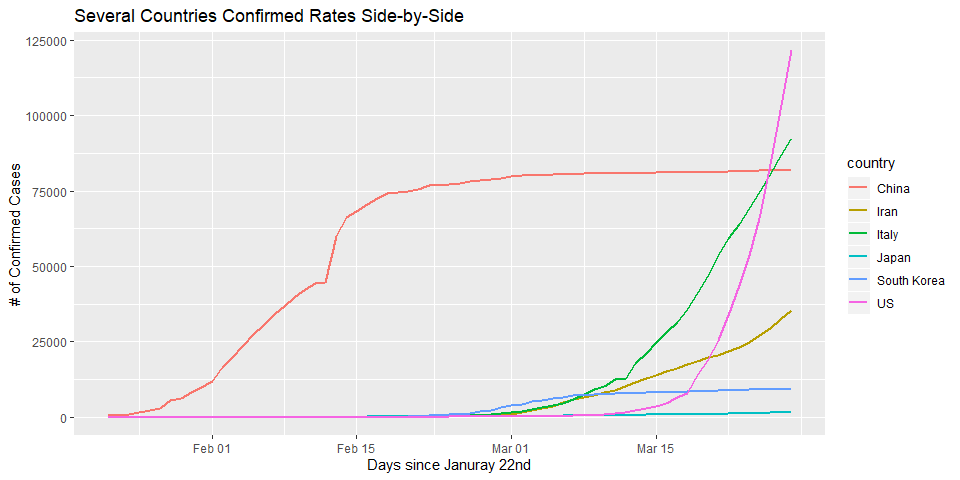 Several Countries Confirmed Rates Side-by-Side
# of Confirmed Cases
125000
100000
75000
50000
25000
0
Feb 01
Feb 15
Mar 01
Mar 15
Days since Januray 22nd
country
China
Iran
Italy
Japan
South Korea
US